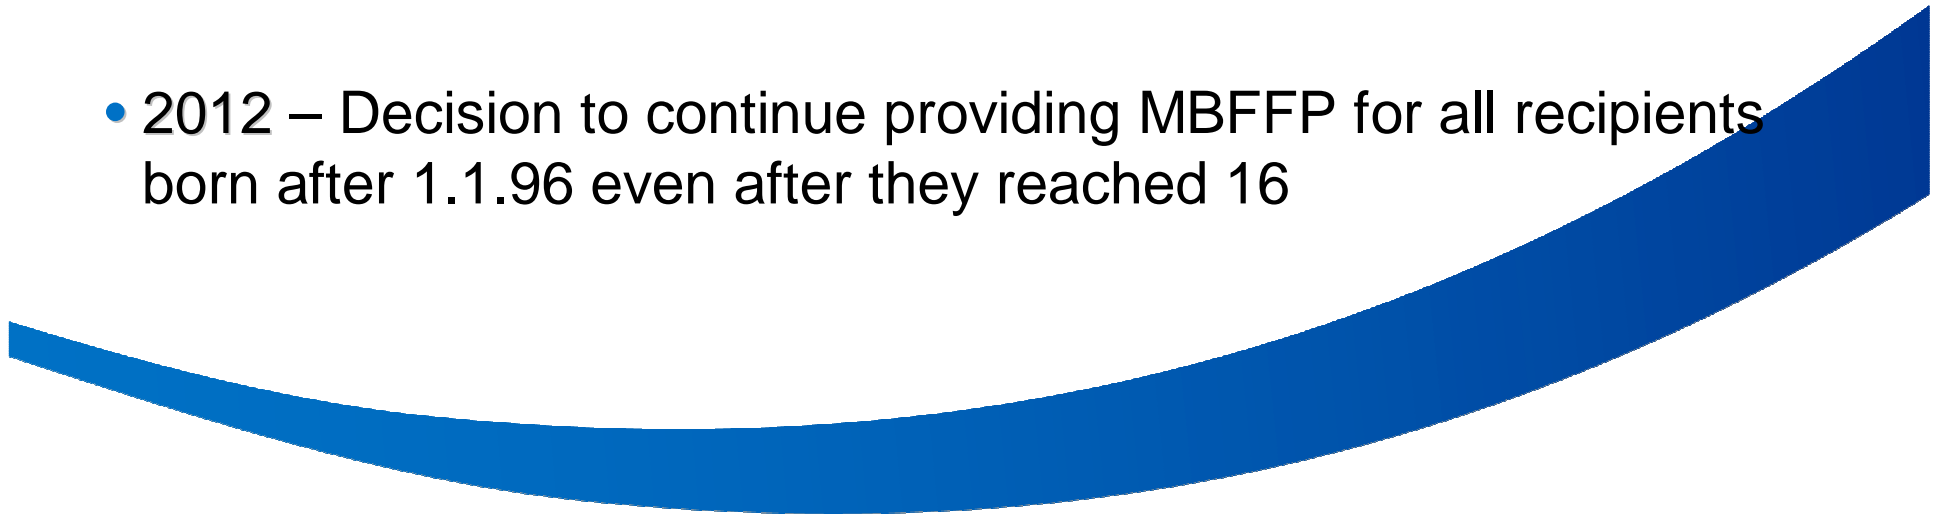 • 2012 – Decision to continue providing MBFFP for all recipients
born after 1.1.96 even after they reached 16